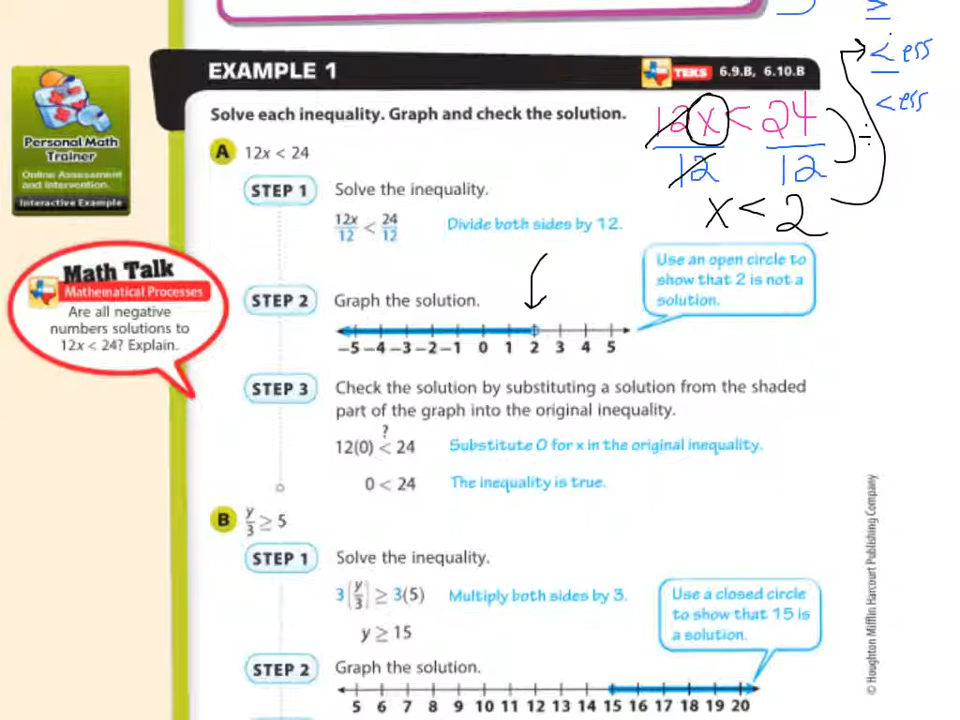 ≥
< ess
< ess
EXAMPLE 1
TEKS 6.9.B, 6.10.B
Solve each inequality. Graph and check the solution.
12x < 24
12 12
x < 2
÷
Personal Math
Trainer
Online Assessment
and Intervention
Interactive Example
A 12x < 24
STEP 1 Solve the inequality.
12x/12 < 24/12 Divide both sides by 12.
Use an open circle to
show that 2 is not a
solution.
STEP 2 Graph the solution.
−5 −4 −3 −2 −1 0 1 2 3 4 5
Math Talk
Mathematical Processes
Are all negative
numbers solutions to
12x < 24? Explain.
STEP 3 Check the solution by substituting a solution from the shaded
part of the graph into the original inequality.
?
12(0) < 24 Substitute 0 for x in the original inequality.
0 < 24 The inequality is true.
B y/3 ≥ 5
STEP 1 Solve the inequality.
3(y/3) ≥ 3(5) Multiply both sides by 3.
y ≥ 15
Use a closed circle
to show that 15 is
a solution.
STEP 2 Graph the solution.
5 6 7 8 9 10 11 12 13 14 15 16 17 18 19 20
© Houghton Mifflin Harcourt Publishing Company